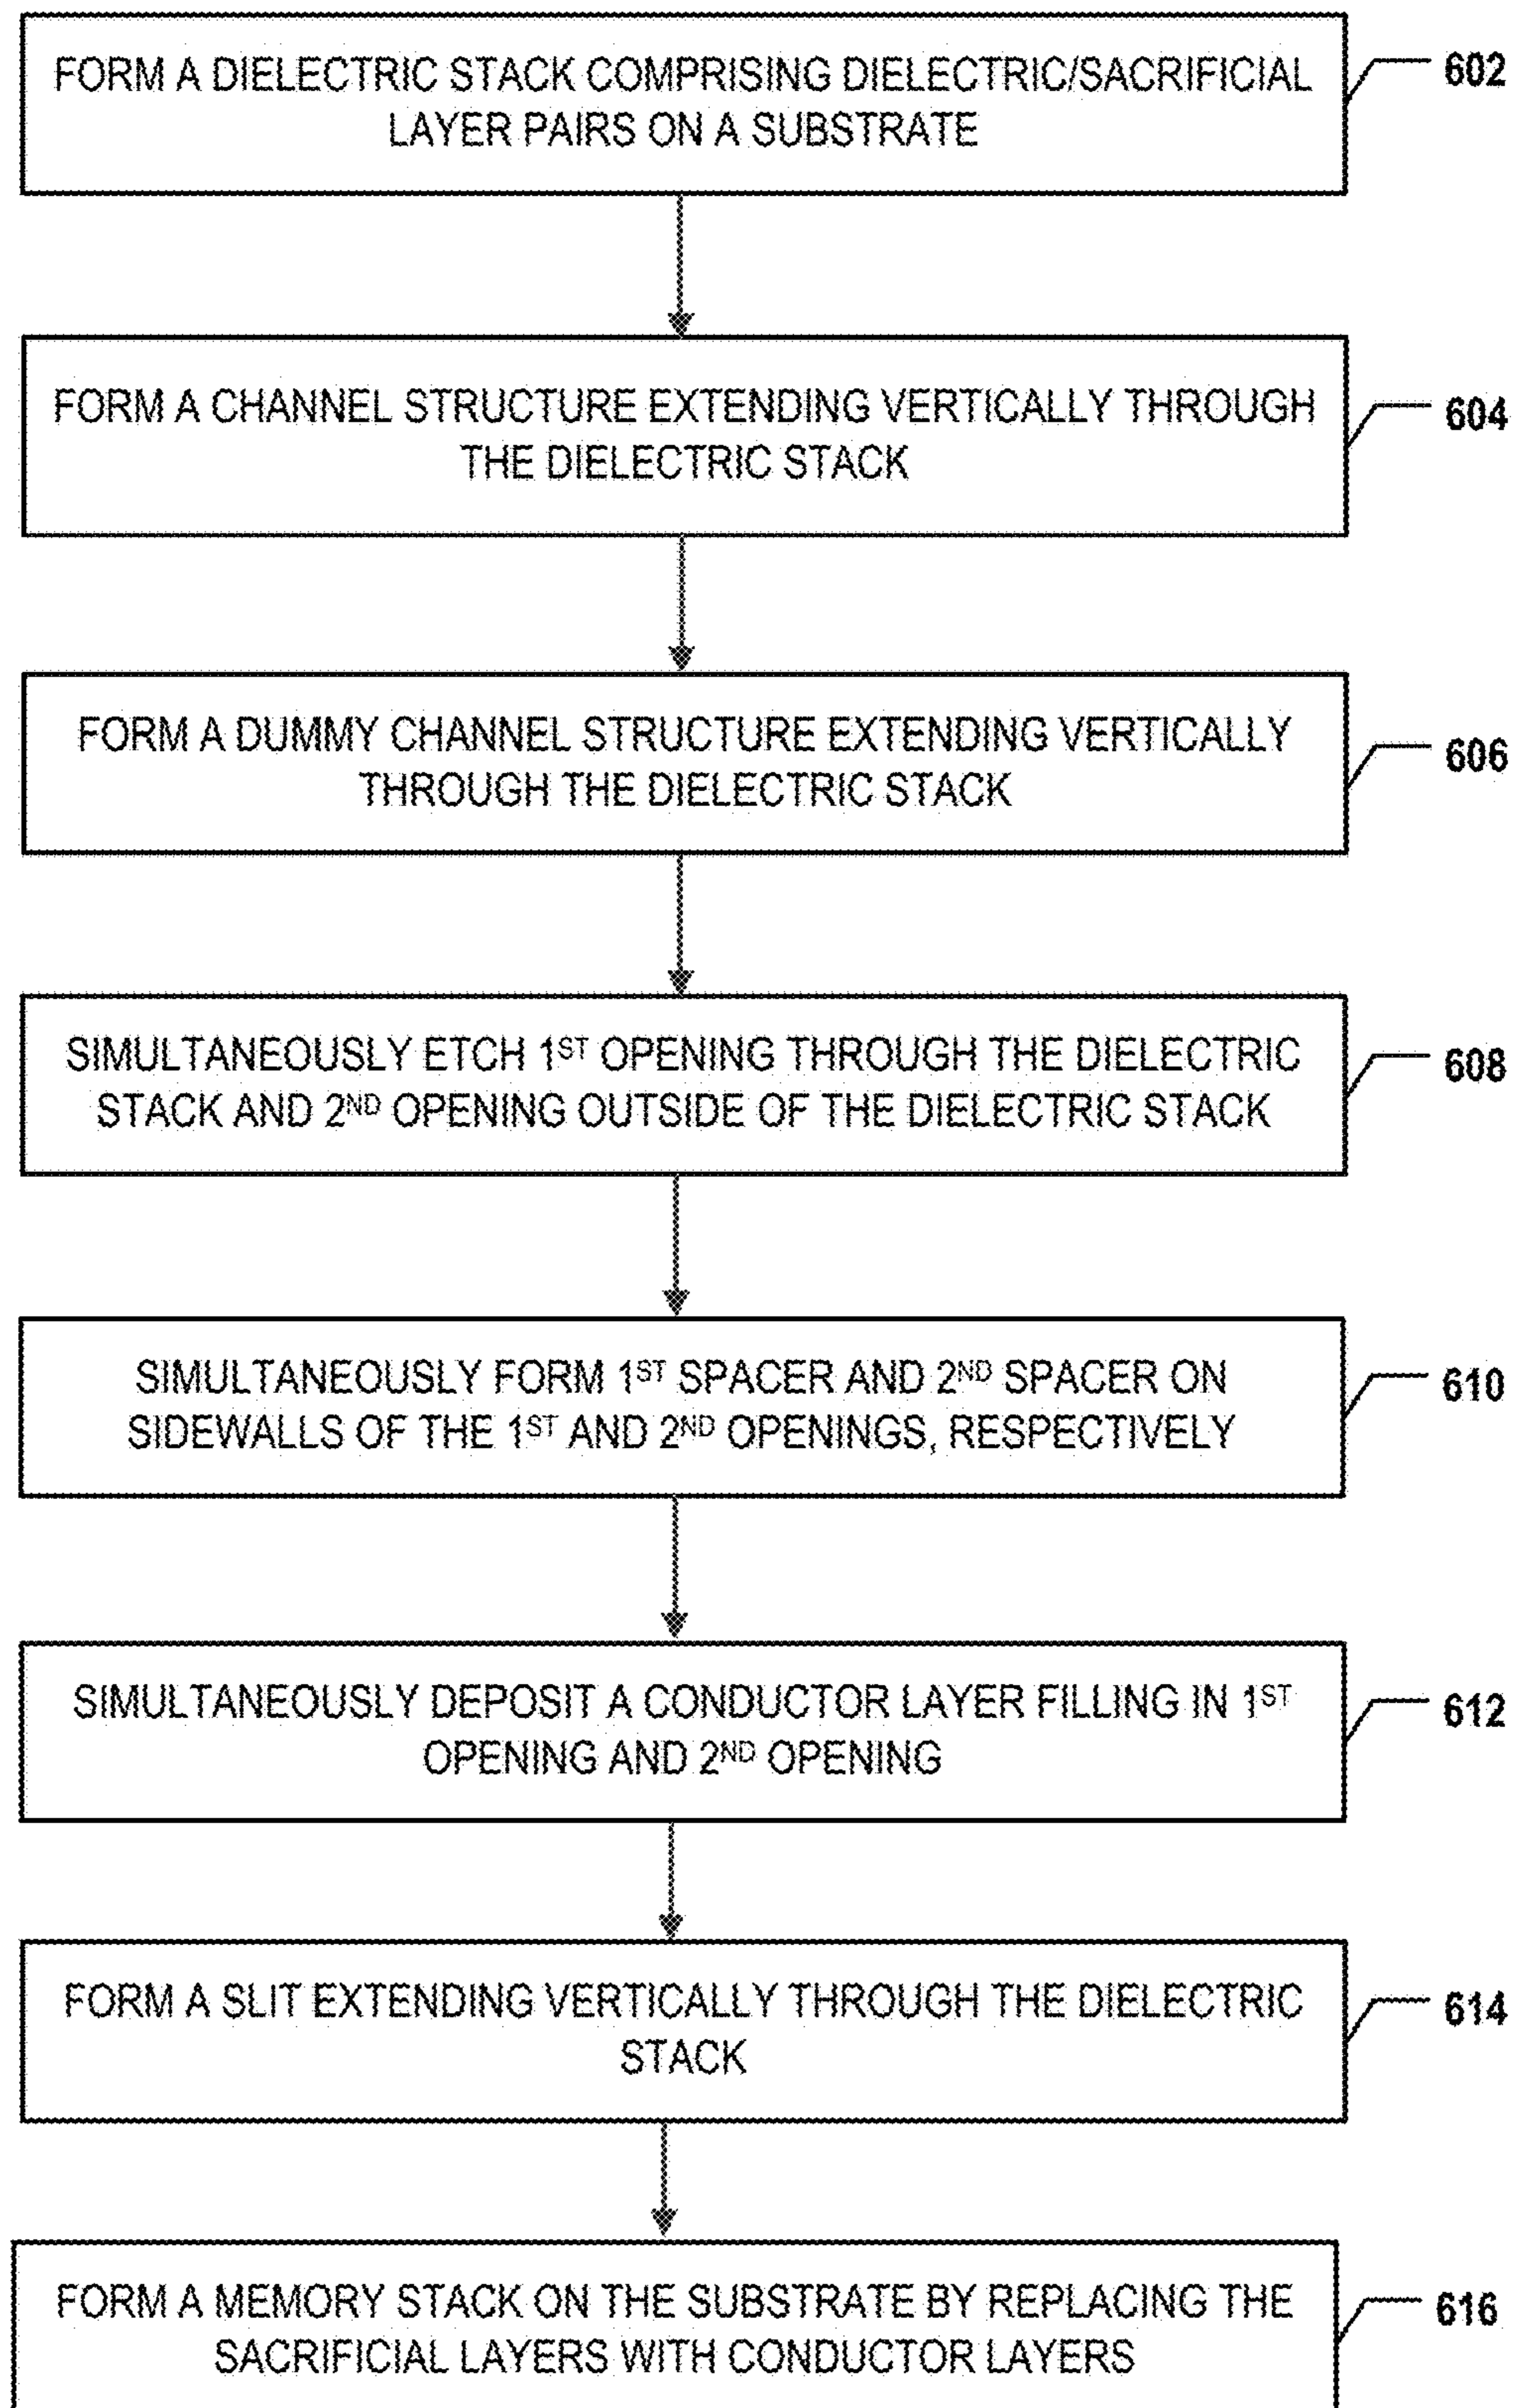 FORM A DIELECTRIC STACK COMPRISING DIELECTRIC/SACRIFICIAL
LAYER PAIRS ON A SUBSTRATE
602
FORM A CHANNEL STRUCTURE EXTENDING VERTICALLY THROUGH
THE DIELECTRIC STACK
604
FORM A DUMMY CHANNEL STRUCTURE EXTENDING VERTICALLY
THROUGH THE DIELECTRIC STACK
606
SIMULTANEOUSLY ETCH 1ST OPENING THROUGH THE DIELECTRIC
STACK AND 2ND OPENING OUTSIDE OF THE DIELECTRIC STACK
608
SIMULTANEOUSLY FORM 1ST SPACER AND 2ND SPACER ON
SIDEWALLS OF THE 1ST AND 2ND OPENINGS, RESPECTIVELY
610
SIMULTANEOUSLY DEPOSIT A CONDUCTOR LAYER FILLING IN 1ST
OPENING AND 2ND OPENING
612
FORM A SLIT EXTENDING VERTICALLY THROUGH THE DIELECTRIC
STACK
614
FORM A MEMORY STACK ON THE SUBSTRATE BY REPLACING THE
SACRIFICIAL LAYERS WITH CONDUCTOR LAYERS
616